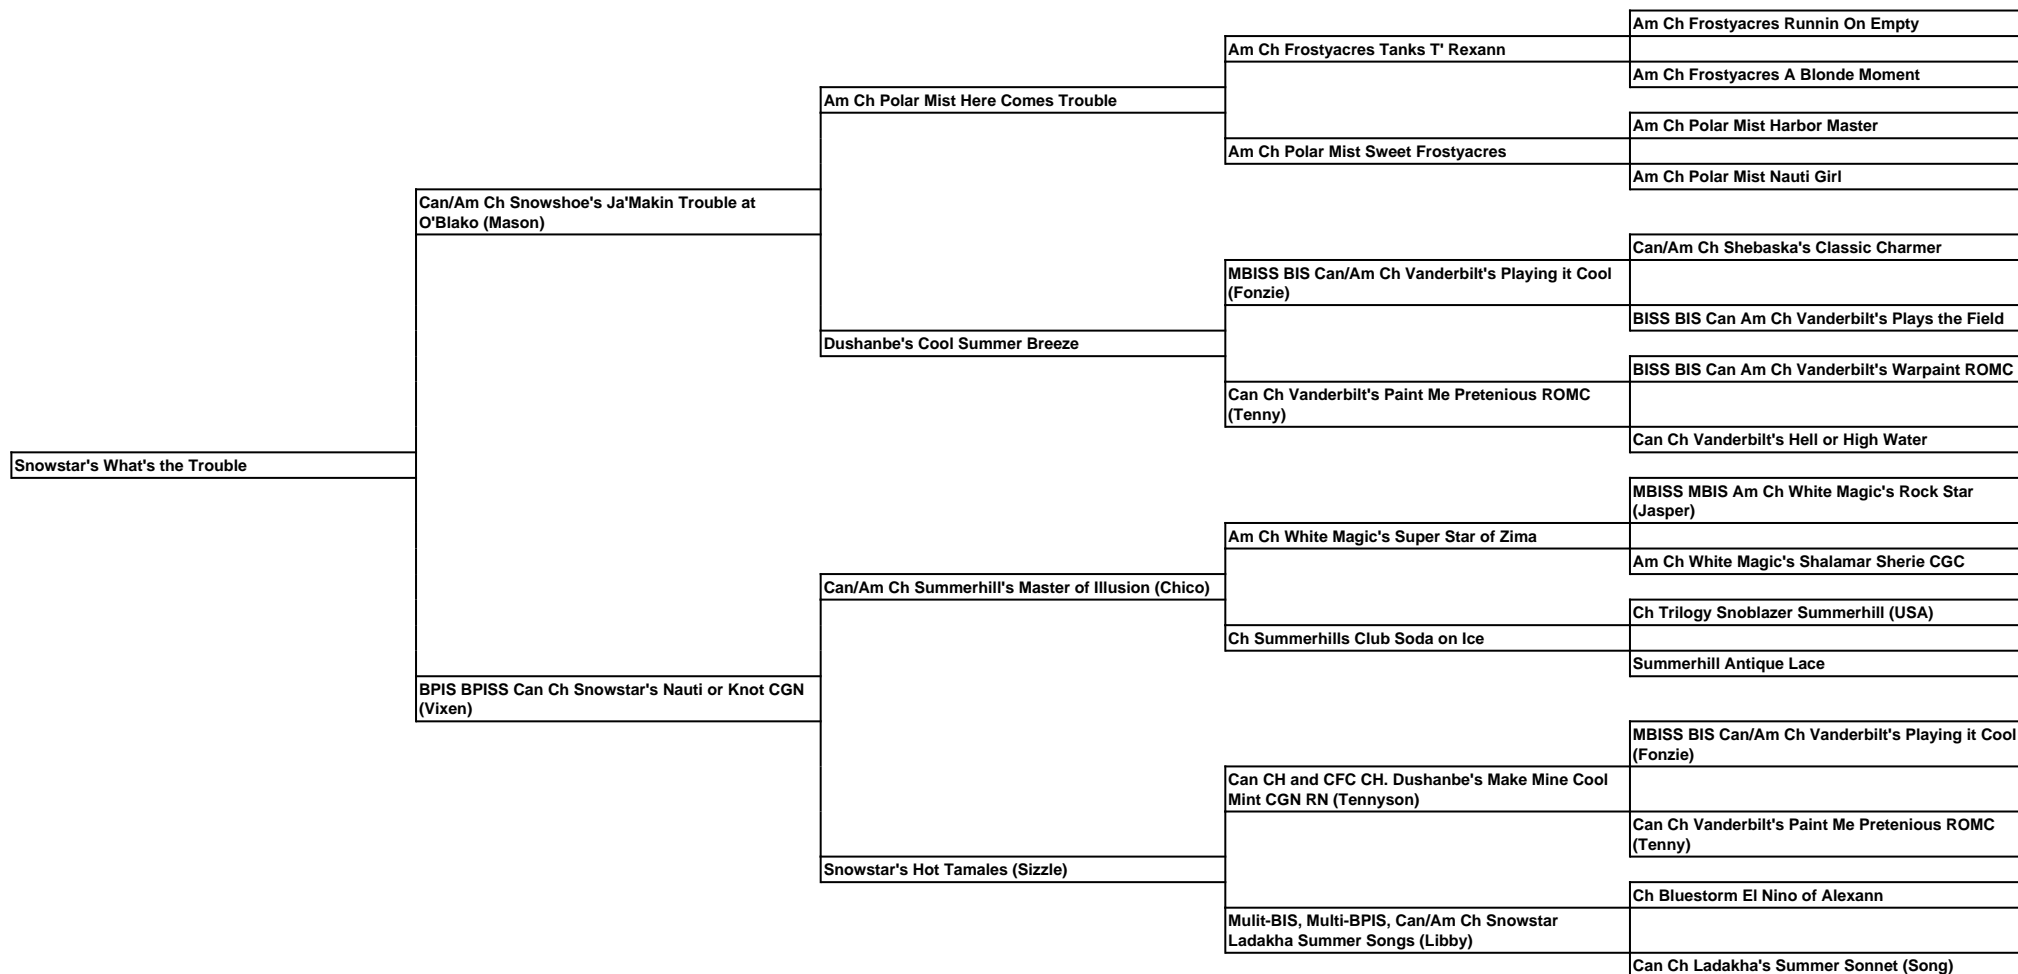 Am Ch Frostyacres Runnin On Empty
Am Ch Frostyacres Tanks T' Rexann
Am Ch Frostyacres A Blonde Moment
Am Ch Polar Mist Here Comes Trouble
Am Ch Polar Mist Harbor Master
Am Ch Polar Mist Sweet Frostyacres
Am Ch Polar Mist Nauti Girl
Can/Am Ch Snowshoe's Ja'Makin Trouble at
O'Blako (Mason)
Can/Am Ch Shebaska's Classic Charmer
MBISS BIS Can/Am Ch Vanderbilt's Playing it Cool
(Fonzie)
BISS BIS Can Am Ch Vanderbilt's Plays the Field
Dushanbe's Cool Summer Breeze
BISS BIS Can Am Ch Vanderbilt's Warpaint ROMC
Can Ch Vanderbilt's Paint Me Pretenious ROMC
(Tenny)
Can Ch Vanderbilt's Hell or High Water
Snowstar's What's the Trouble
MBISS MBIS Am Ch White Magic's Rock Star
(Jasper)
Am Ch White Magic's Super Star of Zima
Am Ch White Magic's Shalamar Sherie CGC
Can/Am Ch Summerhill's Master of Illusion (Chico)
Ch Trilogy Snoblazer Summerhill (USA)
Ch Summerhills Club Soda on Ice
Summerhill Antique Lace
BPIS BPISS Can Ch Snowstar's Nauti or Knot CGN
(Vixen)
MBISS BIS Can/Am Ch Vanderbilt's Playing it Cool
(Fonzie)
Can CH and CFC CH. Dushanbe's Make Mine Cool
Mint CGN RN (Tennyson)
Can Ch Vanderbilt's Paint Me Pretenious ROMC
(Tenny)
Snowstar's Hot Tamales (Sizzle)
Ch Bluestorm El Nino of Alexann
Mulit-BIS, Multi-BPIS, Can/Am Ch Snowstar
Ladakha Summer Songs (Libby)
Can Ch Ladakha's Summer Sonnet (Song)